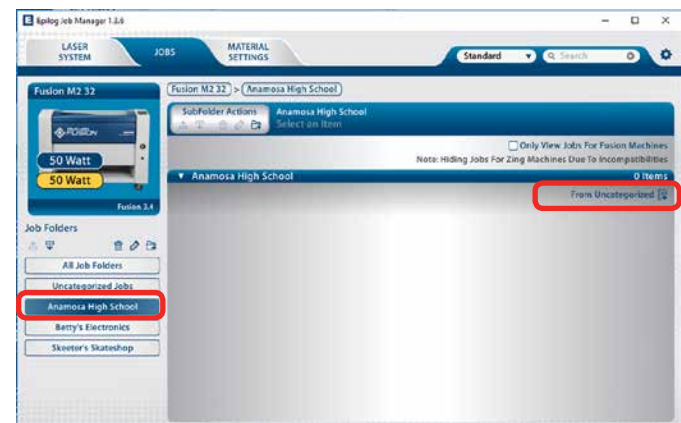 Epilog Job Manager 1.3.6
LASER SYSTEM
JOBS
MATERIAL SETTINGS
Standard
Search
Fusion M2 32
50 Watt
50 Watt
Fusion 3.4
Job Folders
All Job Folders
Uncategorized Jobs
Anamosa High School
Betty's Electronics
Skeeter's Skateshop
Fusion M2 32 > Anamosa High School
SubFolder Actions
Anamosa High School
Select an Item
Only View Jobs For Fusion Machines
Note: Hiding Jobs For Zing Machines Due To Incompatibilities
Anamosa High School
0 Items
From Uncategorized